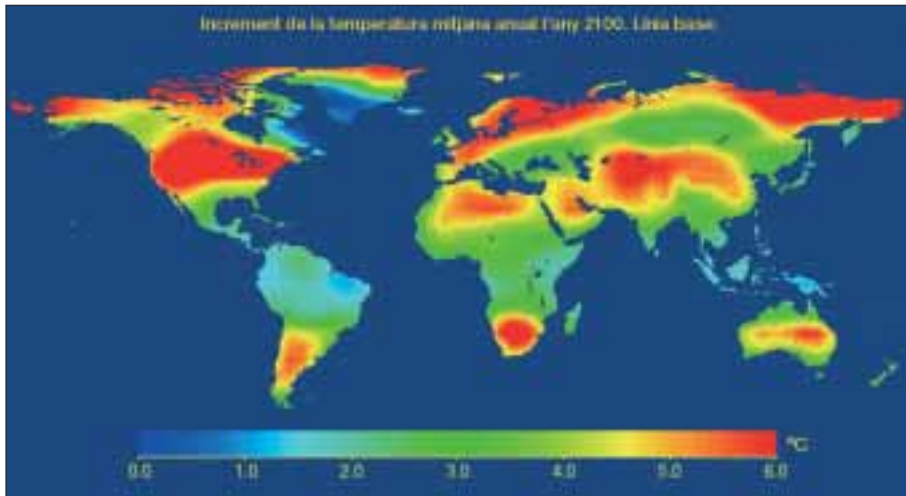 Increment de la temperatura mitjana anual l'any 2100. Línia base.
ºC
0.0 1.0 2.0 3.0 4.0 5.0 6.0